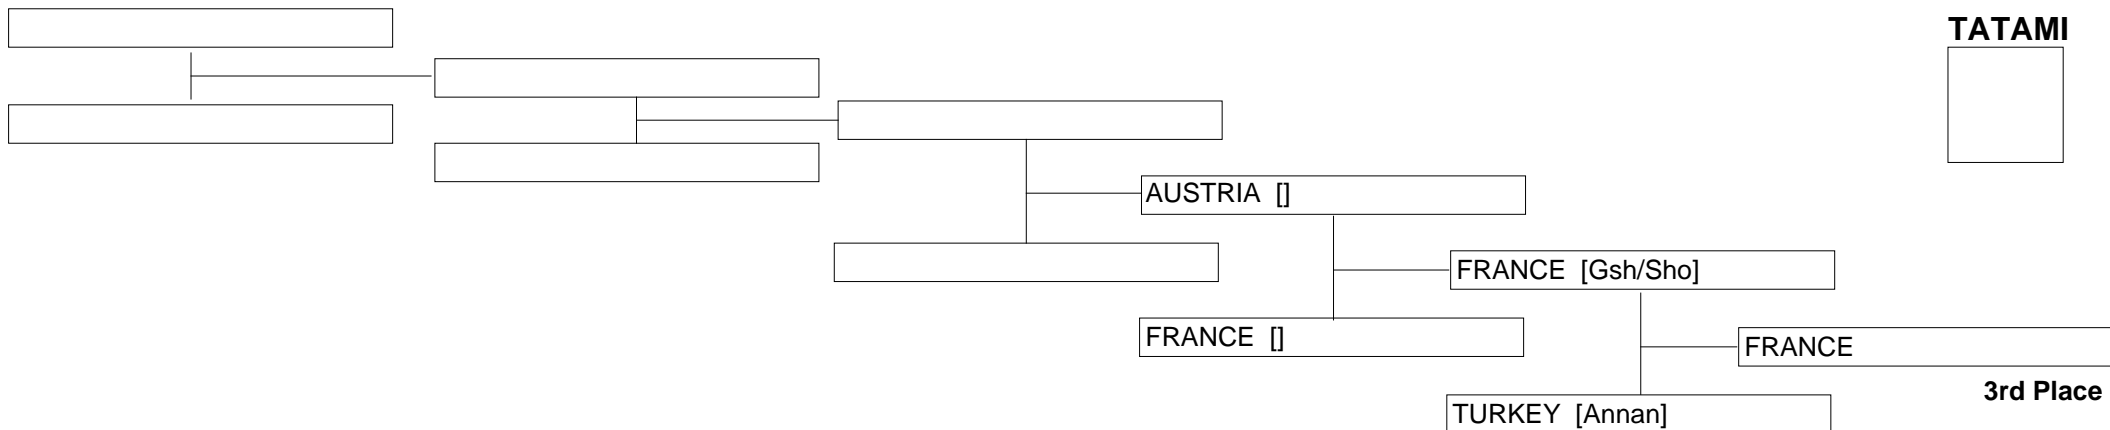 TATAMI
AUSTRIA []
FRANCE [Gsh/Sho]
FRANCE []
FRANCE
3rd Place
TURKEY [Annan]